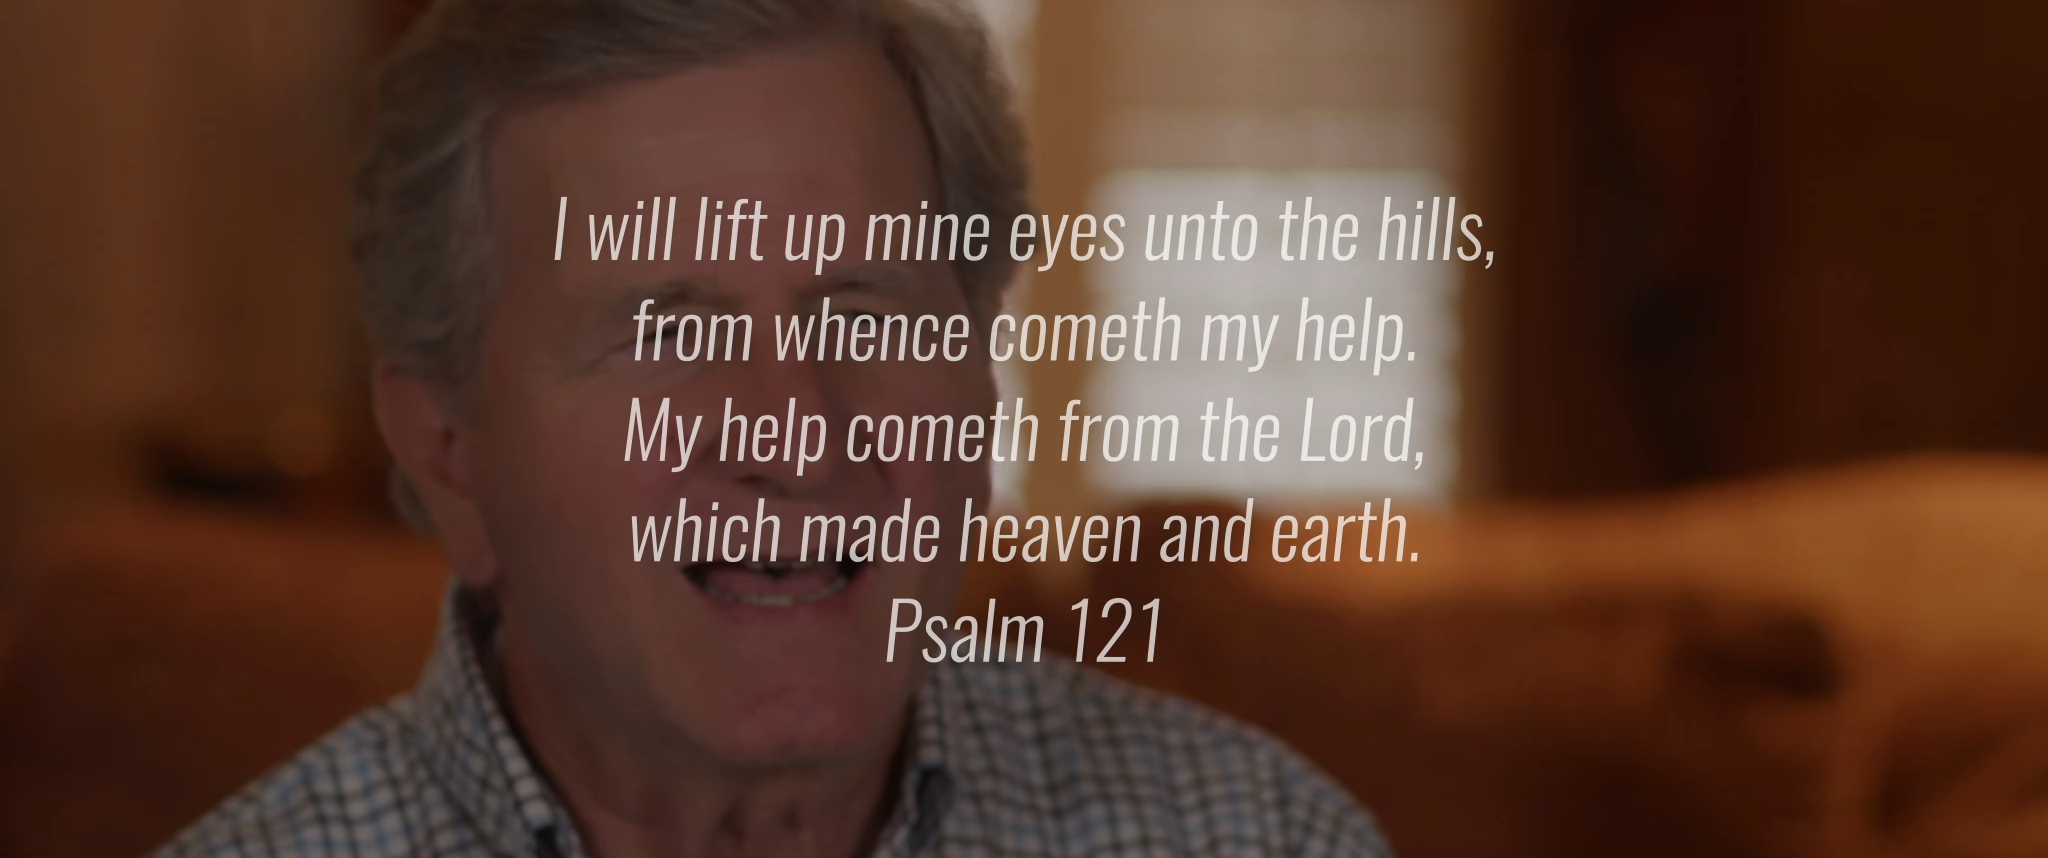 I will lift up mine eyes unto the hills,
from whence cometh my help.
My help cometh from the Lord,
which made heaven and earth.
Psalm 121